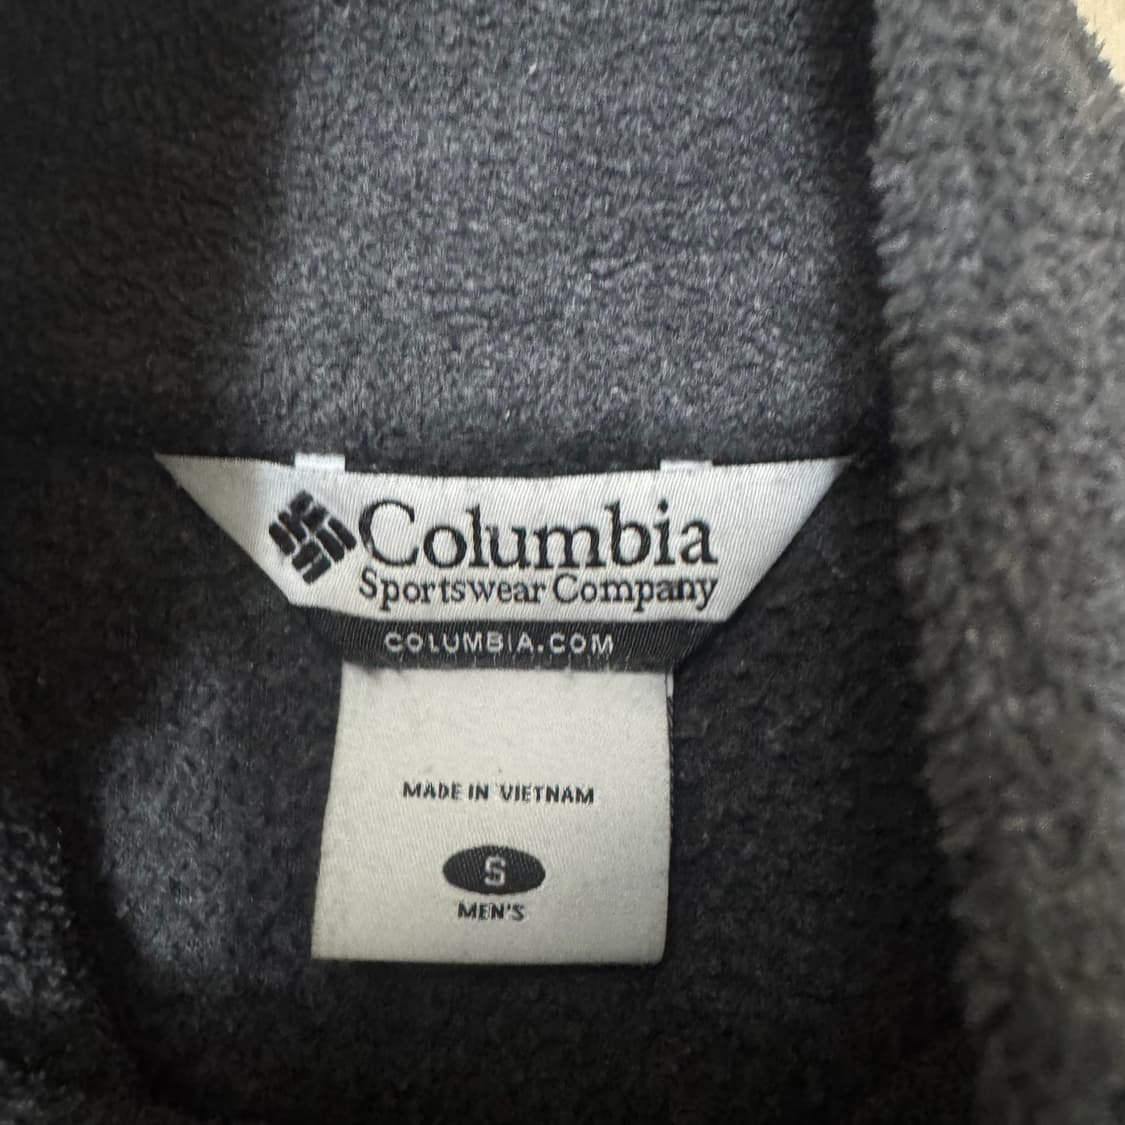 Columbia
Sportswear Company
COLUMBIA.COM
MADE IN VIETNAM
S
MEN'S